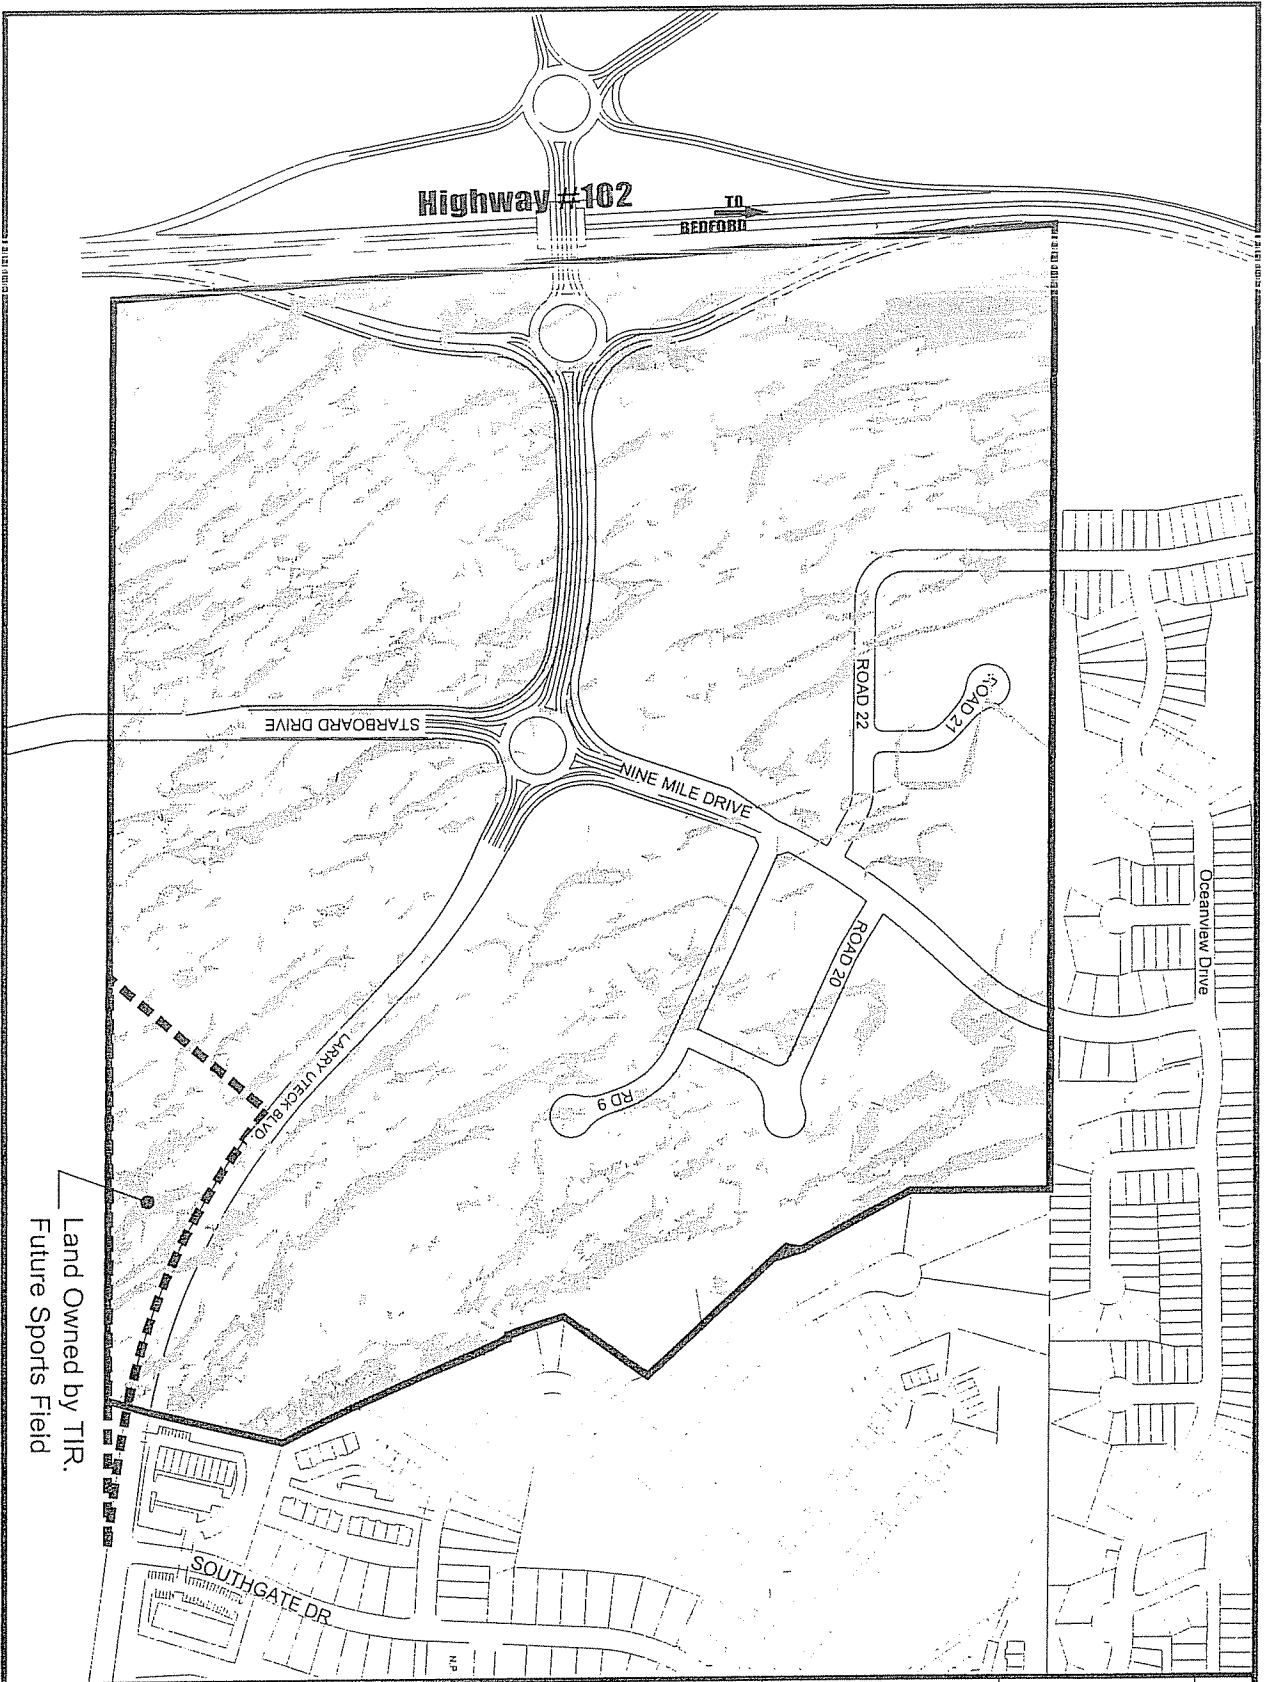 Highway #102
TO
BEDFORD
STARBOARD DRIVE
NINE MILE DRIVE
ROAD 22
ROAD 21
Oceanview Drive
ROAD 20
RD 9
LARRY UTECK BLVD.
Land Owned by TIR.
Future Sports Field
SOUTHGATE DR
N.P